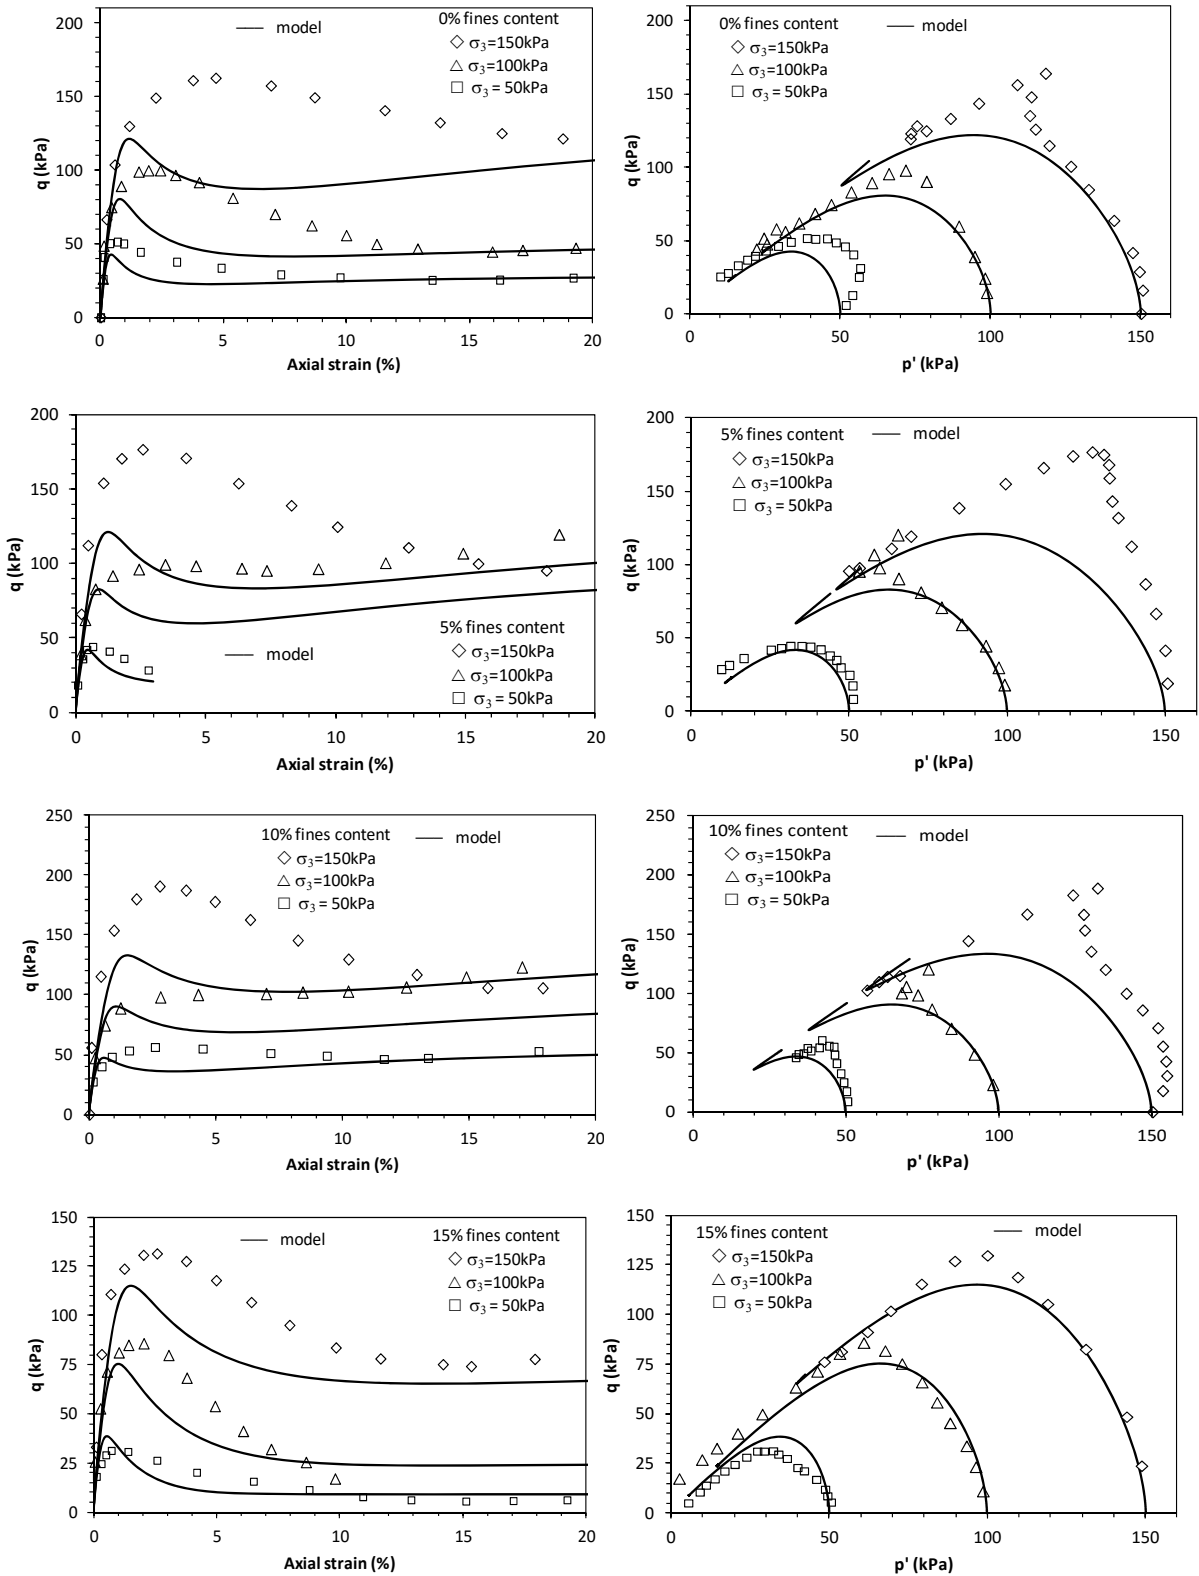 0% fines content
model
σ3=150kPa
σ3=100kPa
σ3 = 50kPa
200
150
100
50
0
q (kPa)
0 5 10 15 20
Axial strain (%)
0% fines content
model
σ3=150kPa
σ3=100kPa
σ3 = 50kPa
200
150
100
50
0
q (kPa)
0 50 100 150
p' (kPa)
200
150
100
50
0
q (kPa)
5% fines content
σ3=150kPa
model
σ3=100kPa
σ3 = 50kPa
0 5 10 15 20
Axial strain (%)
5% fines content
model
σ3=150kPa
σ3=100kPa
σ3 = 50kPa
200
150
100
50
0
q (kPa)
0 50 100 150
p' (kPa)
10% fines content
model
σ3=150kPa
σ3=100kPa
σ3 = 50kPa
250
200
150
100
50
0
q (kPa)
0 5 10 15 20
Axial strain (%)
10% fines content
model
σ3=150kPa
σ3=100kPa
σ3 = 50kPa
250
200
150
100
50
0
q (kPa)
0 50 100 150
p' (kPa)
15% fines content
model
σ3=150kPa
σ3=100kPa
σ3 = 50kPa
150
125
100
75
50
25
0
q (kPa)
0 5 10 15 20
Axial strain (%)
15% fines content
model
σ3=150kPa
σ3=100kPa
σ3 = 50kPa
150
125
100
75
50
25
0
q (kPa)
0 50 100 150
p' (kPa)